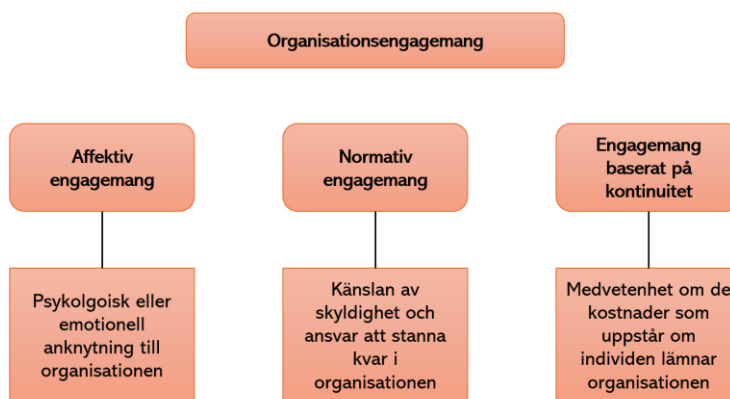 Organisationsengagemang
Affektiv
engagemang
Normativ
engagemang
Engagemang
baserat på
kontinuitet
Psykolgoisk eller
emotionell
anknytning till
organisationen
Känslan av
skyldighet och
ansvar att stanna
kvar i
organisationen
Medvetenhet om de
kostnader som
uppstår om
individen lämnar
organisationen